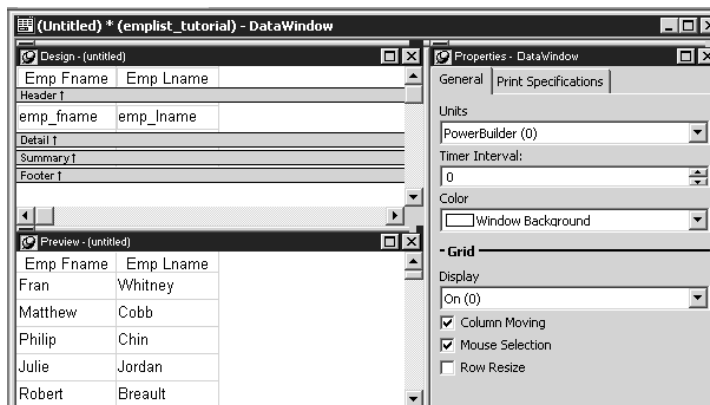 (Untitled) * (emplist_tutorial) - DataWindow
Design - (untitled)
Emp Fname Emp Lname
Header ↑
emp_fname emp_lname
Detail ↑
Summary ↑
Footer ↑
Preview - (untitled)
Emp Fname Emp Lname
Fran Whitney
Matthew Cobb
Philip Chin
Julie Jordan
Robert Breault
Properties - DataWindow
General Print Specifications
Units
PowerBuilder (0)
Timer Interval:
0
Color
Window Background
- Grid
Display
On (0)
Column Moving
Mouse Selection
Row Resize